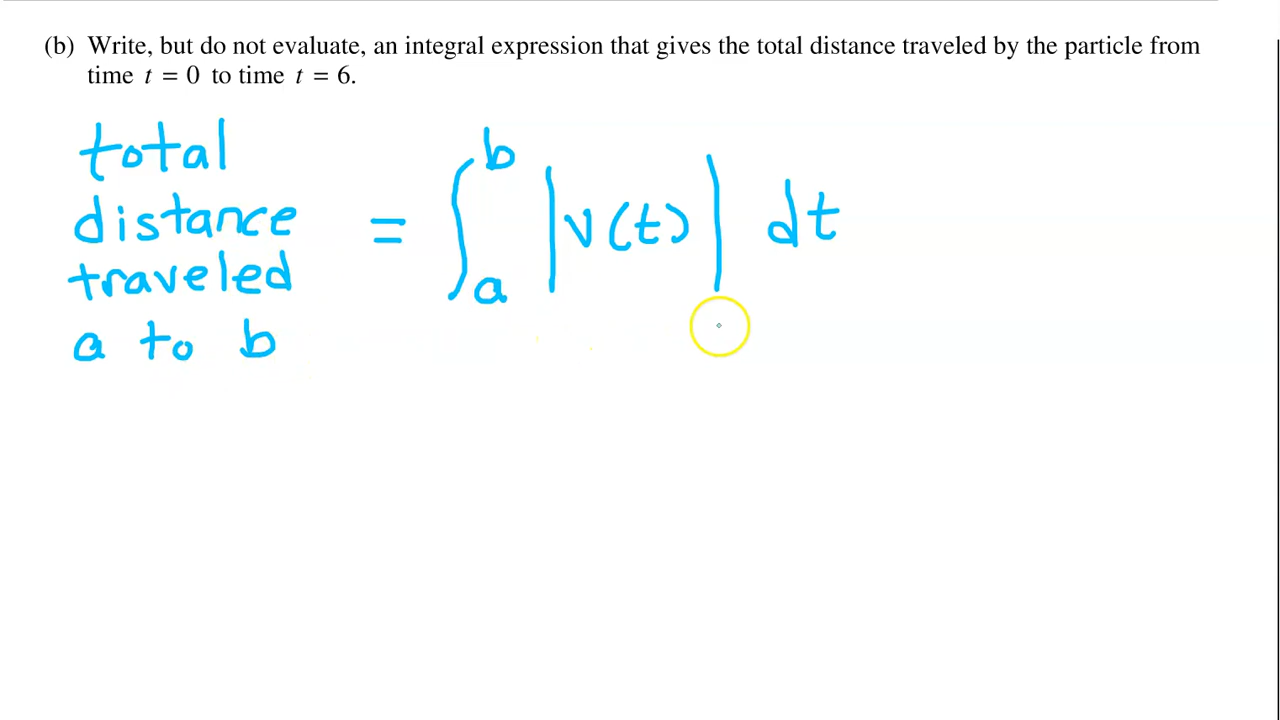 (b) Write, but do not evaluate, an integral expression that gives the total distance traveled by the particle from
time t = 0 to time t = 6.
total
distance
traveled
a to b
= ∫_a^b |v(t)| dt